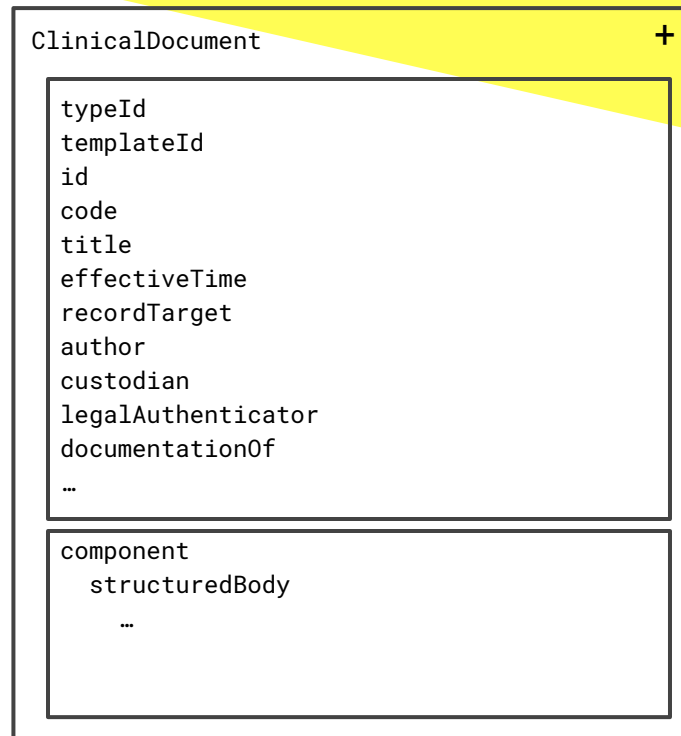 ClinicalDocument +
typeId
templateId
id
code
title
effectiveTime
recordTarget
author
custodian
legalAuthenticator
documentationOf
…
component
structuredBody
…